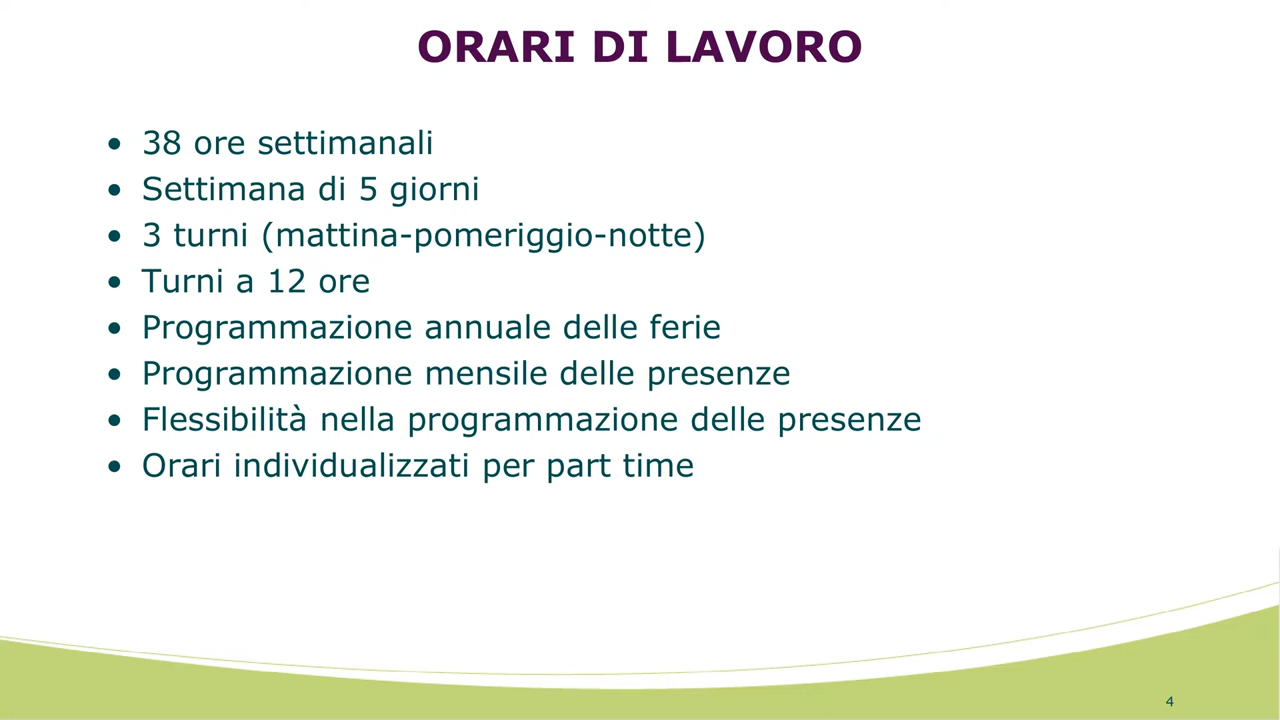 ORARI DI LAVORO
• 38 ore settimanali
• Settimana di 5 giorni
• 3 turni (mattina-pomeriggio-notte)
• Turni a 12 ore
• Programmazione annuale delle ferie
• Programmazione mensile delle presenze
• Flessibilità nella programmazione delle presenze
• Orari individualizzati per part time
4